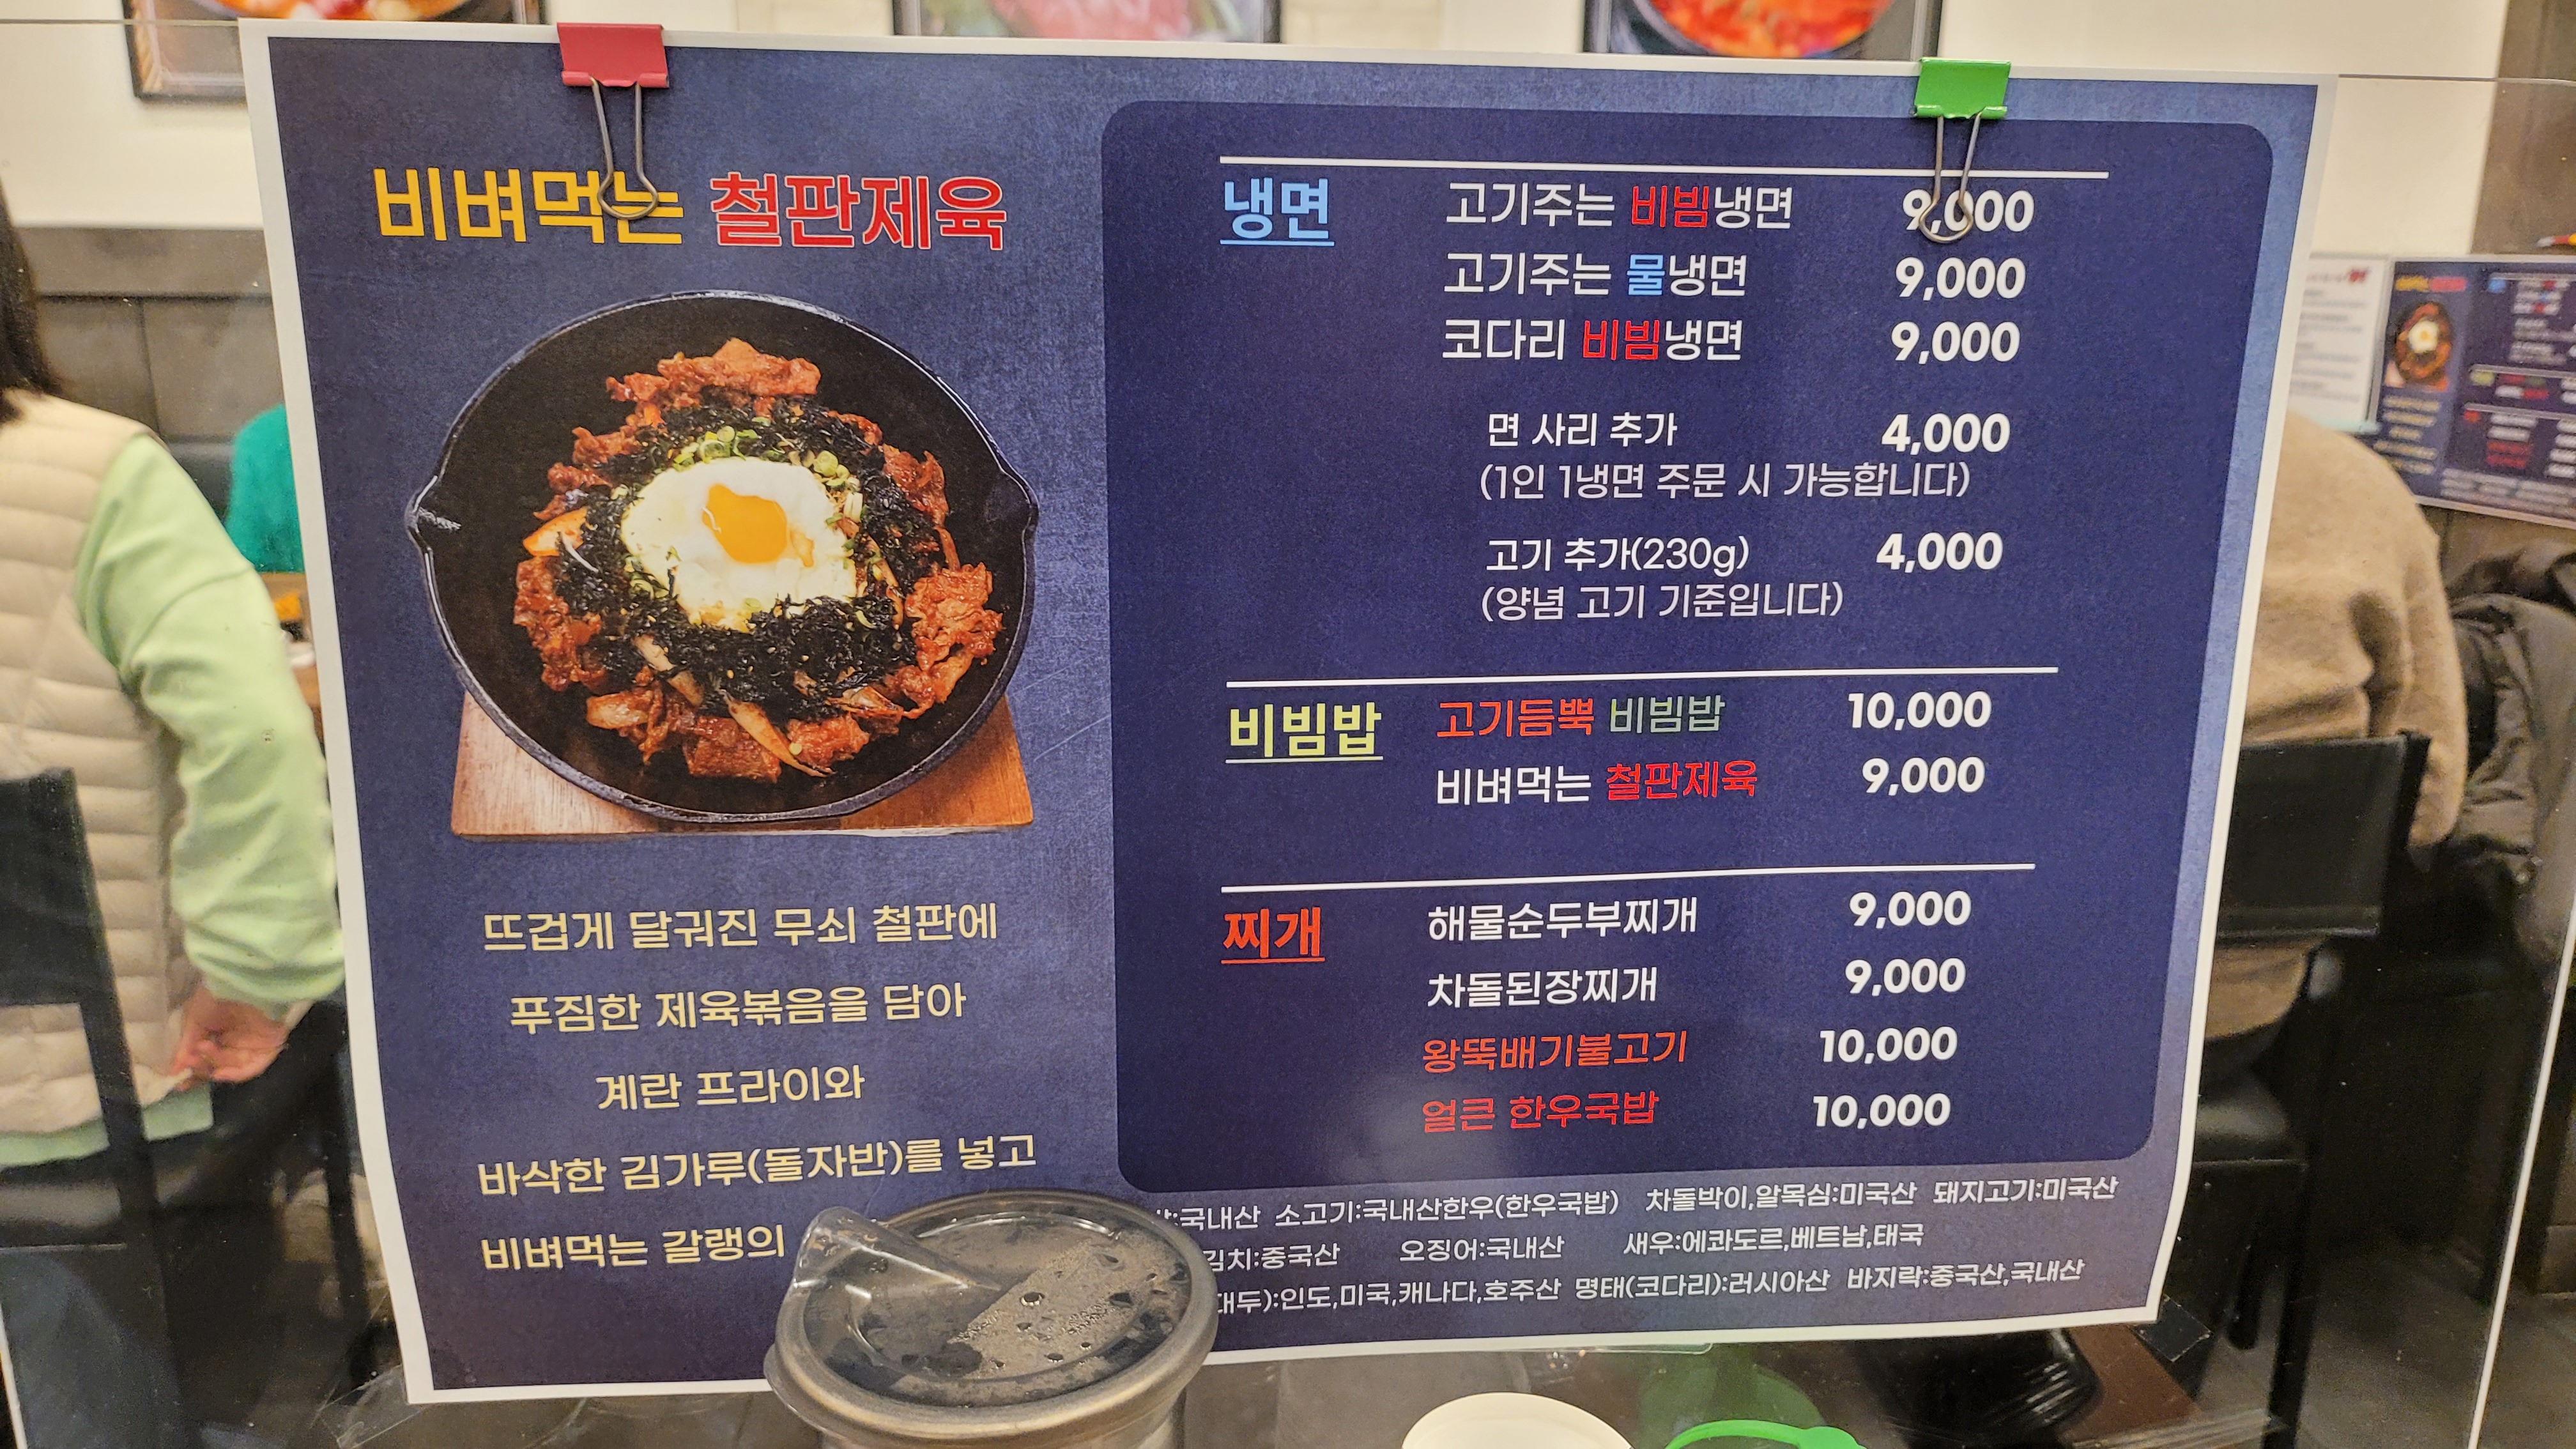 비벼먹는 철판제육
뜨겁게 달궈진 무쇠 철판에
푸짐한 제육볶음을 담아
계란 프라이와
바삭한 김가루(돌자반)를 넣고
비벼먹는 갈랭의
냉면
고기주는 비빔냉면 9,000
고기주는 물냉면 9,000
코다리 비빔냉면 9,000
면 사리 추가 4,000
(1인 1냉면 주문 시 가능합니다)
고기 추가(230g) 4,000
(양념 고기 기준입니다)
비빔밥
고기듬뿍 비빔밥 10,000
비벼먹는 철판제육 9,000
찌개
해물순두부찌개 9,000
차돌된장찌개 9,000
왕뚝배기불고기 10,000
얼큰 한우국밥 10,000
:국내산 소고기:국내산한우(한우국밥) 차돌박이,알목심:미국산 돼지고기:미국산
김치:중국산 오징어:국내산 새우:에콰도르,베트남,태국
대두):인도,미국,캐나다,호주산 명태(코다리):러시아산 바지락:중국산,국내산